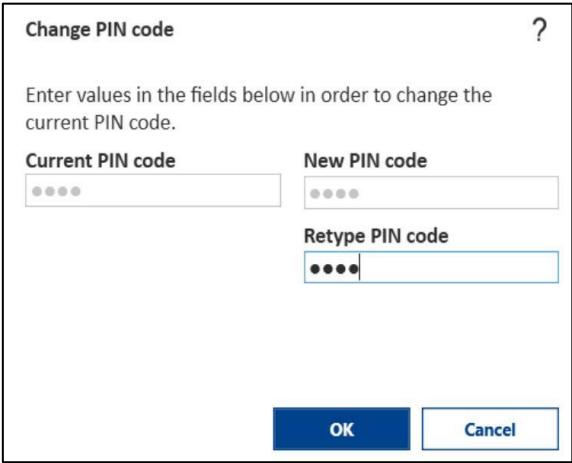 Change PIN code
?
Enter values in the fields below in order to change the
current PIN code.
Current PIN code
New PIN code
●●●●
●●●●
Retype PIN code
●●●●
OK
Cancel